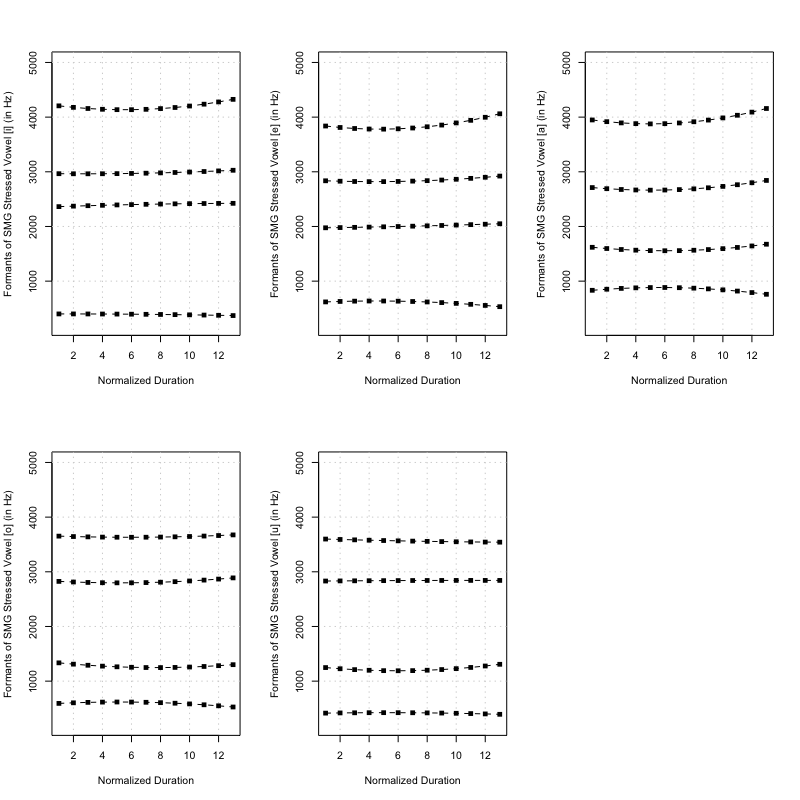 Formants of SMG Stressed Vowel [i] (in Hz)
5000
4000
3000
2000
1000
2 4 6 8 10 12
Normalized Duration
Formants of SMG Stressed Vowel [e] (in Hz)
5000
4000
3000
2000
1000
2 4 6 8 10 12
Normalized Duration
Formants of SMG Stressed Vowel [a] (in Hz)
5000
4000
3000
2000
1000
2 4 6 8 10 12
Normalized Duration
Formants of SMG Stressed Vowel [o] (in Hz)
5000
4000
3000
2000
1000
2 4 6 8 10 12
Normalized Duration
Formants of SMG Stressed Vowel [u] (in Hz)
5000
4000
3000
2000
1000
2 4 6 8 10 12
Normalized Duration